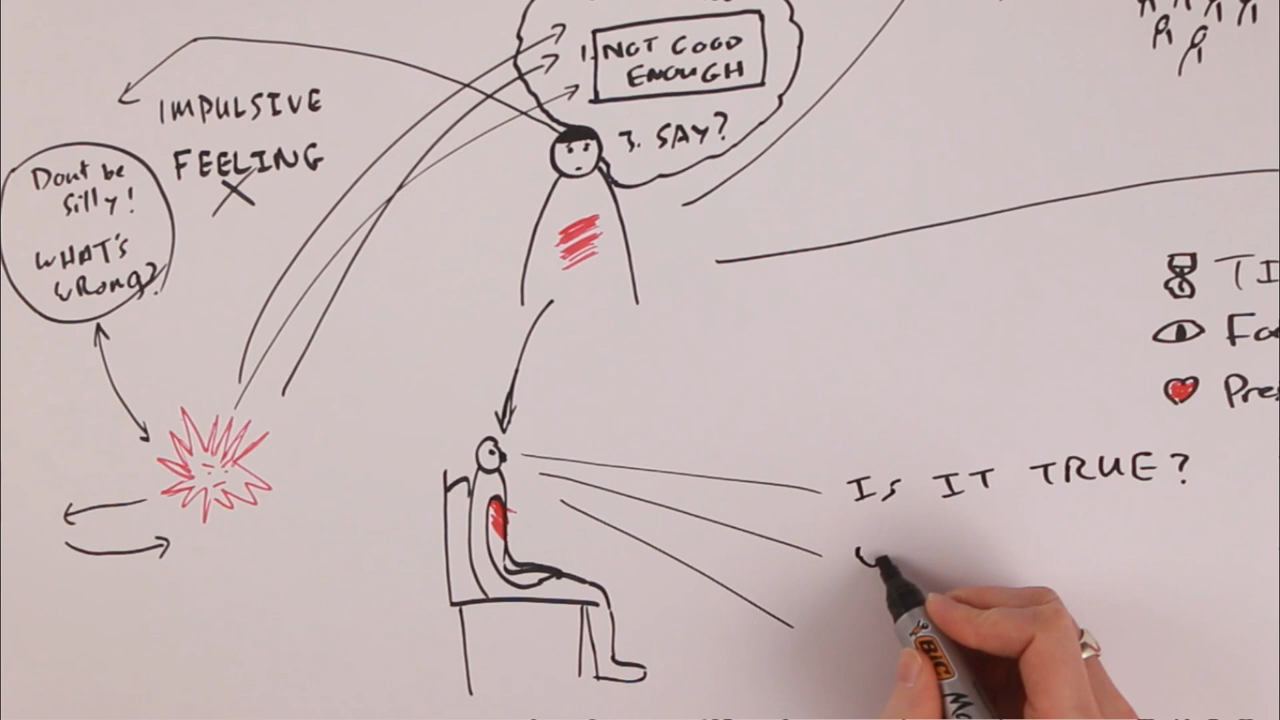 1. NOT GOOD
ENOUGH
3. SAY?
IMPULSIVE
FEELING
Dont be
silly!
WHAT'S
wrong?
IS IT TRUE?
BIC